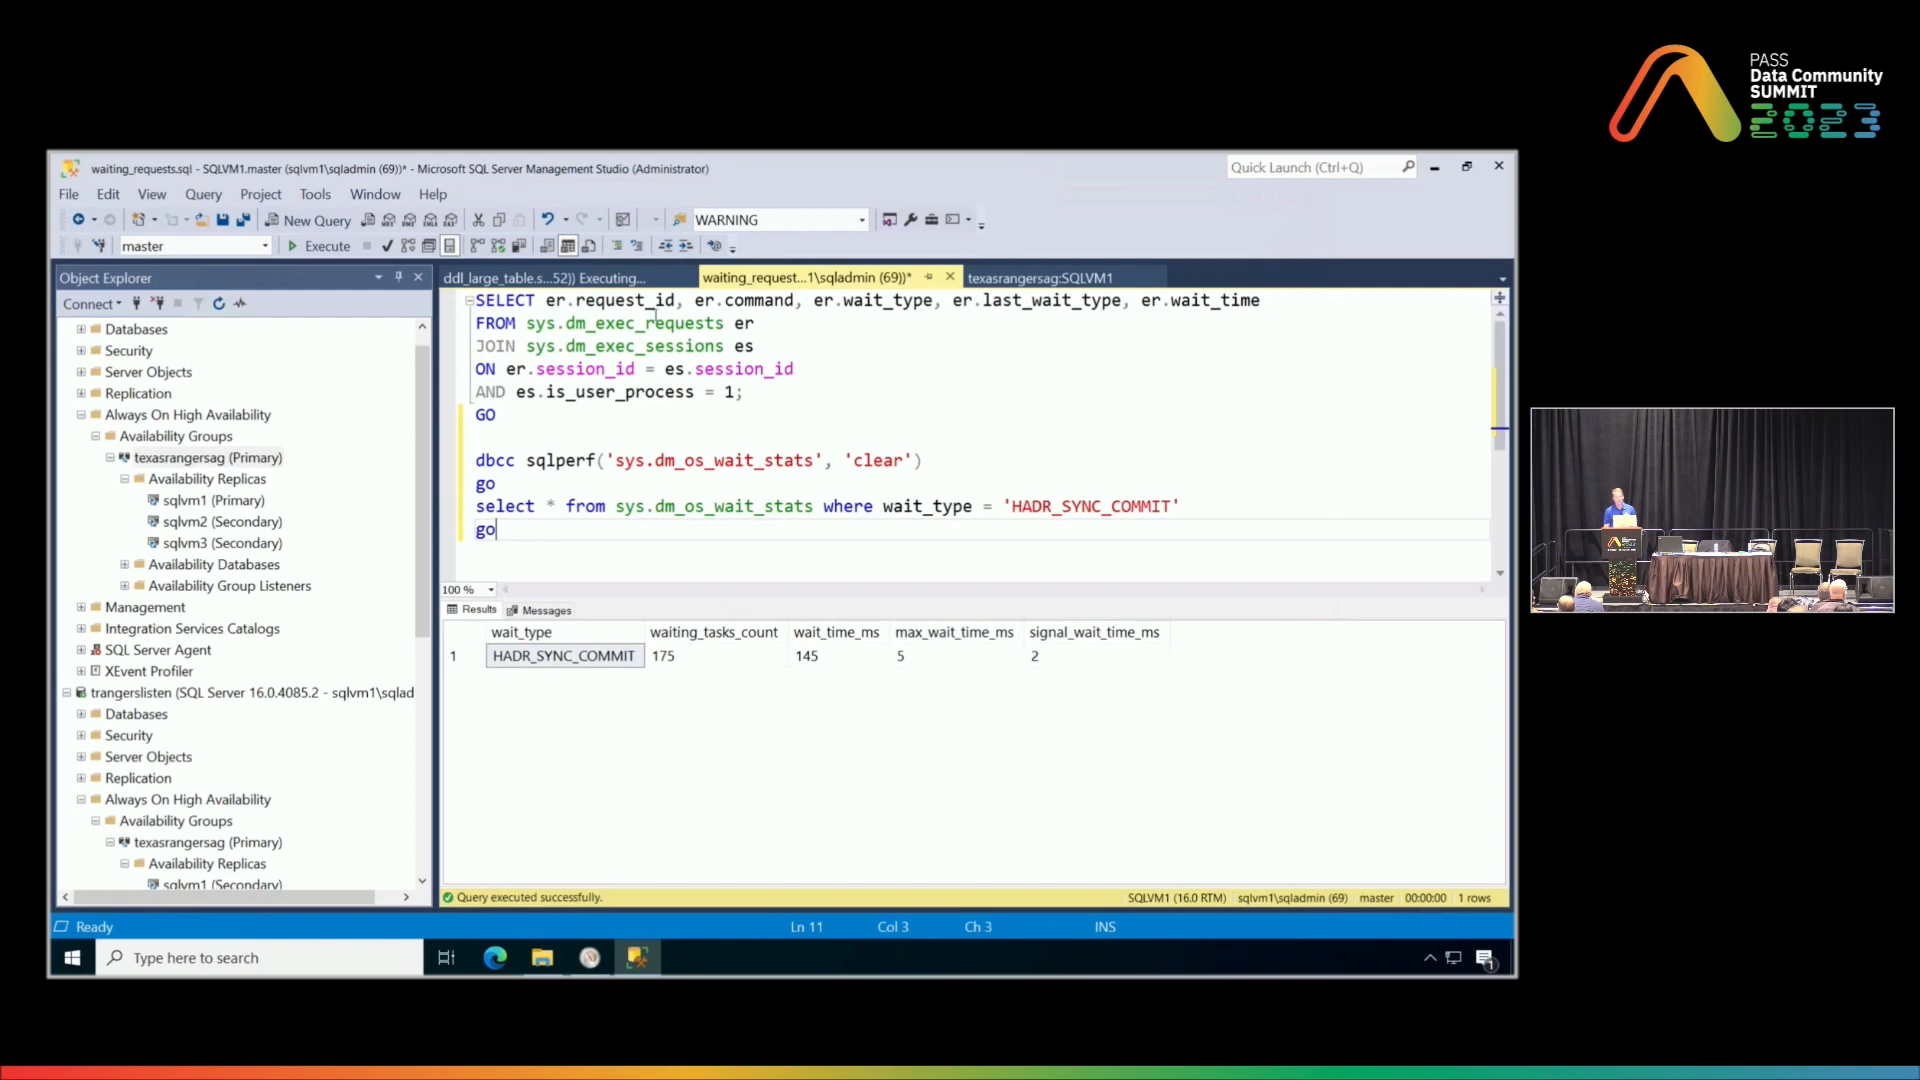 PASS
Data Community
SUMMIT
2023
waiting_requests.sql - SQLVM1.master (sqlvm1\sqladmin (69))* - Microsoft SQL Server Management Studio (Administrator)
Quick Launch (Ctrl+Q)
File Edit View Query Project Tools Window Help
New Query
WARNING
master
Execute
Object Explorer
ddl_large_table.s...52)) Executing...
waiting_request...1\sqladmin (69))*
texasrangersag:SQLVM1
Connect
Databases
Security
Server Objects
Replication
Always On High Availability
Availability Groups
texasrangersag (Primary)
Availability Replicas
sqlvm1 (Primary)
sqlvm2 (Secondary)
sqlvm3 (Secondary)
Availability Databases
Availability Group Listeners
Management
Integration Services Catalogs
SQL Server Agent
XEvent Profiler
trangerslisten (SQL Server 16.0.4085.2 - sqlvm1\sqlad
Databases
Security
Server Objects
Replication
Always On High Availability
Availability Groups
texasrangersag (Primary)
Availability Replicas
sqlvm1 (Secondary)
SELECT er.request_id, er.command, er.wait_type, er.last_wait_type, er.wait_time
FROM sys.dm_exec_requests er
JOIN sys.dm_exec_sessions es
ON er.session_id = es.session_id
AND es.is_user_process = 1;
GO
dbcc sqlperf('sys.dm_os_wait_stats', 'clear')
go
select * from sys.dm_os_wait_stats where wait_type = 'HADR_SYNC_COMMIT'
go
100 %
Results Messages
wait_type waiting_tasks_count wait_time_ms max_wait_time_ms signal_wait_time_ms
1 HADR_SYNC_COMMIT 175 145 5 2
Query executed successfully.
SQLVM1 (16.0 RTM) sqlvm1\sqladmin (69) master 00:00:00 1 rows
Ready
Ln 11 Col 3 Ch 3 INS
Type here to search
1